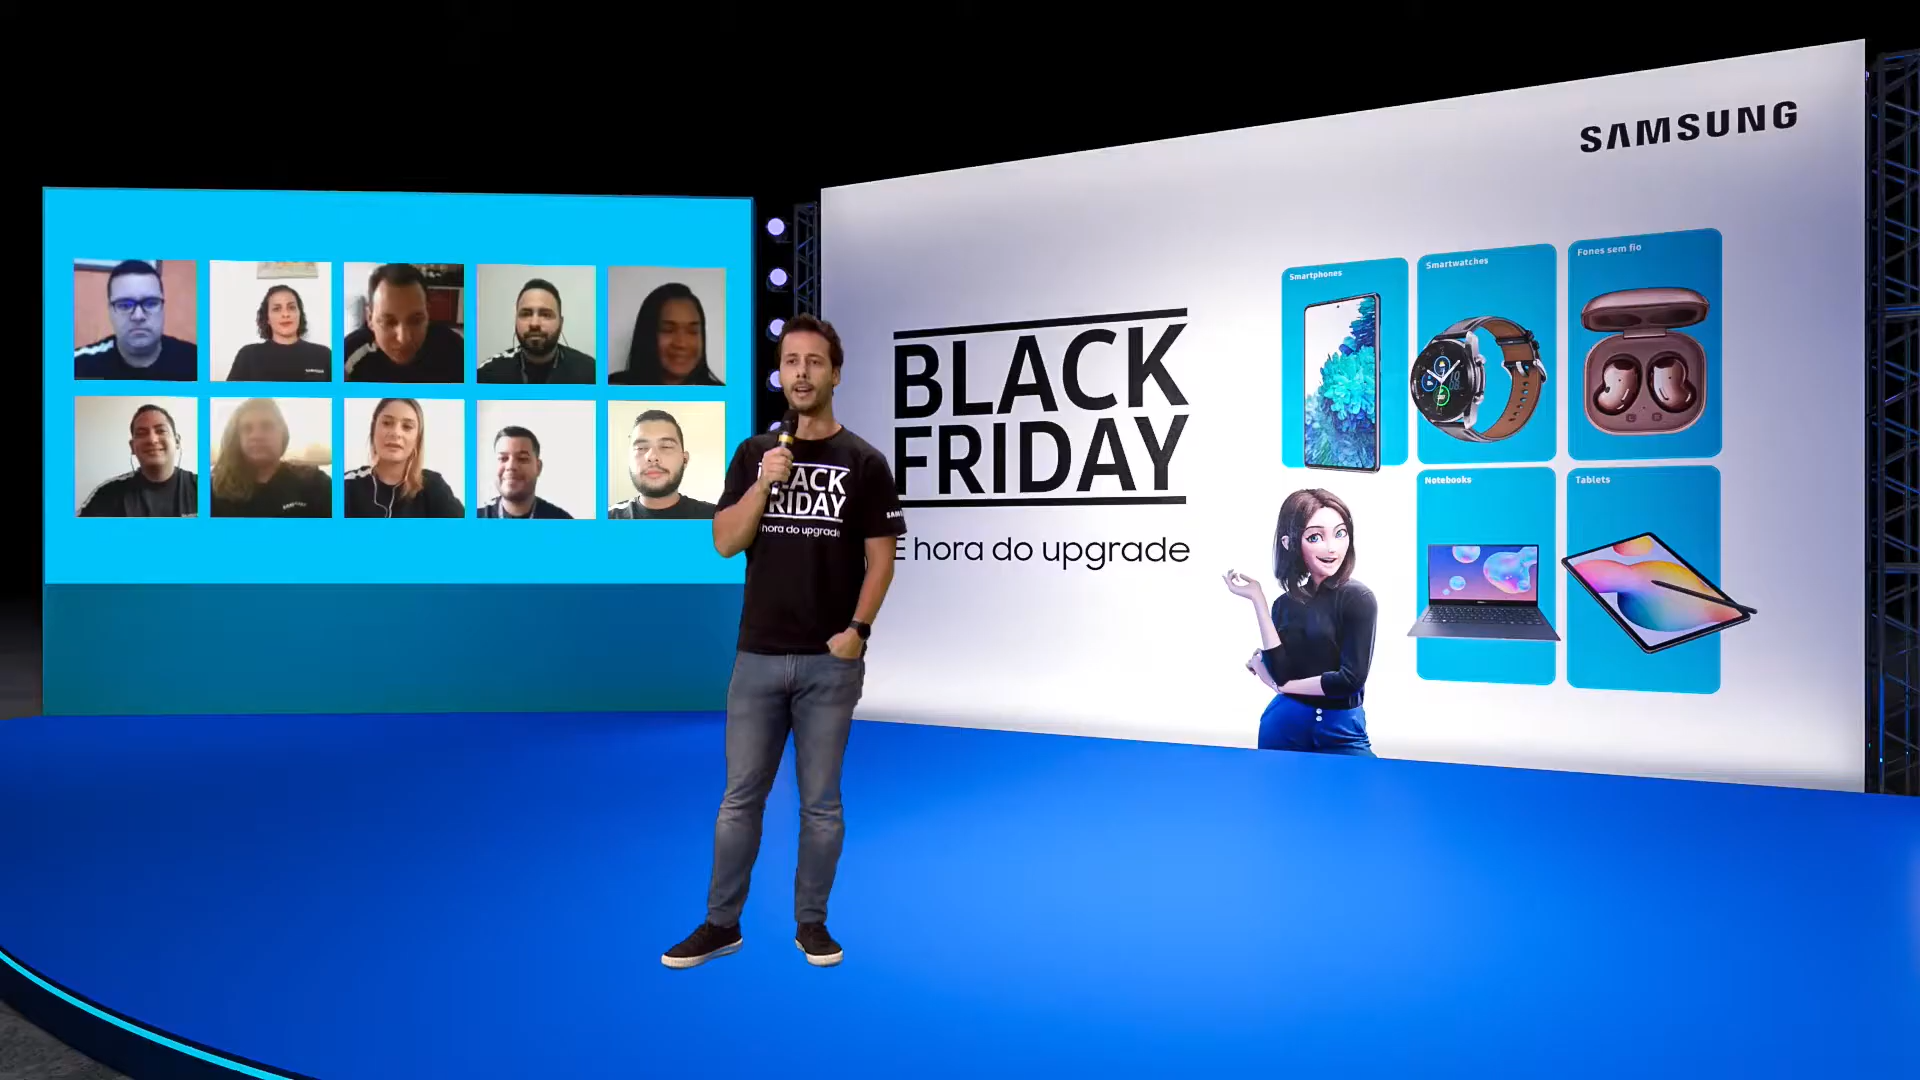 SAMSUNG
BLACK
FRIDAY
É hora do upgrade
Smartphones
Smartwatches
Fones sem fio
Notebooks
Tablets
LACK
RIDAY
hora do upgrade